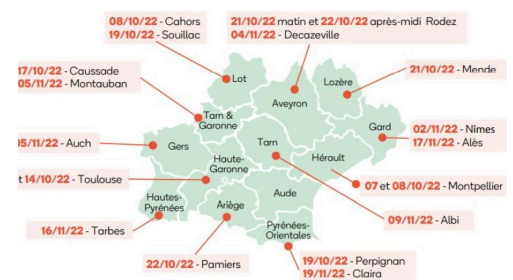 08/10/22 - Cahors
19/10/22 - Souillac
21/10/22 matin et 22/10/22 après-midi Rodez
04/11/22 - Decazeville
17/10/22 - Caussade
05/11/22 - Montauban
21/10/22 - Mende
Lot
Lozère
Aveyron
Tarn &
Garonne
Gard
02/11/22 - Nîmes
17/11/22 - Alès
05/11/22 - Auch
Gers
Tarn
Hérault
Haute-
Garonne
14/10/22 - Toulouse
07 et 08/10/22 - Montpellier
Aude
Hautes-
Pyrénées
Ariège
09/11/22 - Albi
Pyrénées-
Orientales
16/11/22 - Tarbes
22/10/22 - Pamiers
19/10/22 - Perpignan
19/11/22 - Claira